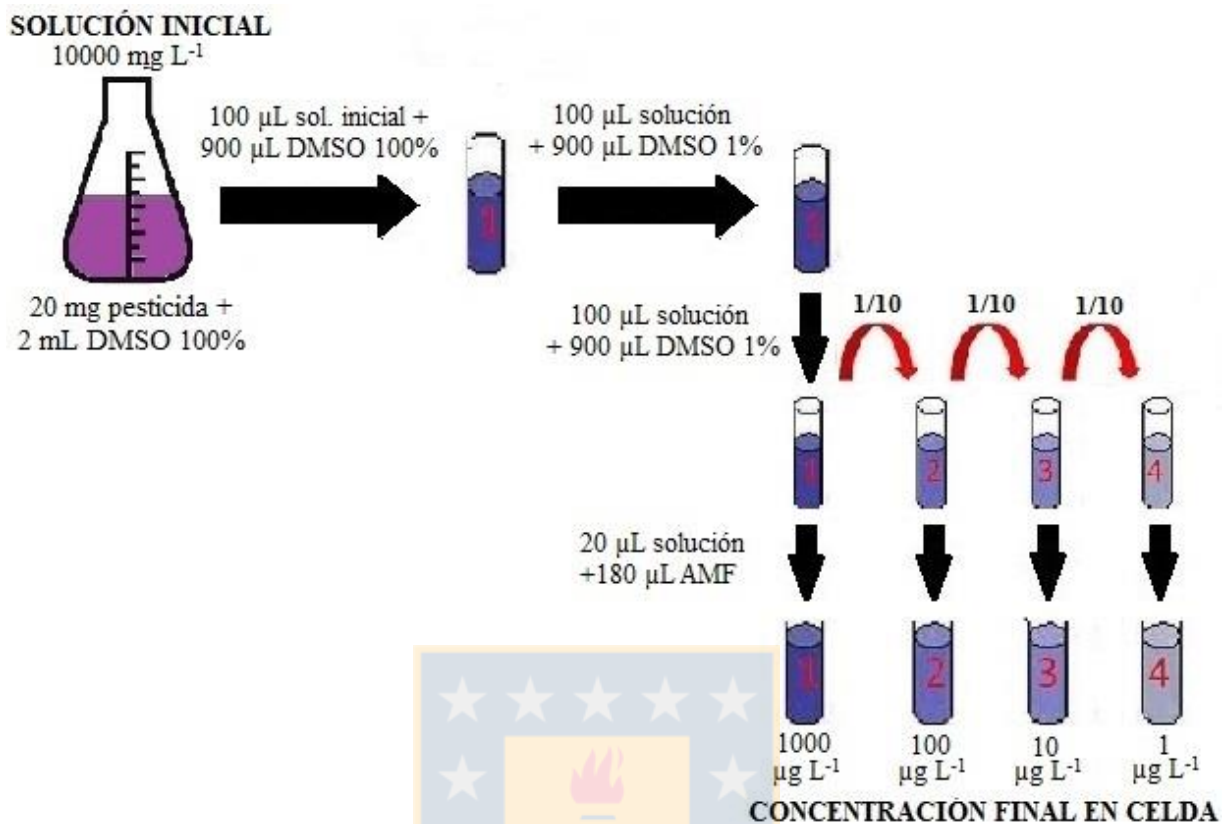 SOLUCIÓN INICIAL
10000 mg L-1
20 mg pesticida +
2 mL DMSO 100%
100 µL sol. inicial +
900 µL DMSO 100%
1
100 µL solución
+ 900 µL DMSO 1%
1
100 µL solución
+ 900 µL DMSO 1%
1/10
1/10
1/10
1
2
3
4
20 µL solución
+180 µL AMF
1
2
3
4
1000
µg L-1
100
µg L-1
10
µg L-1
1
µg L-1
CONCENTRACIÓN FINAL EN CELDA